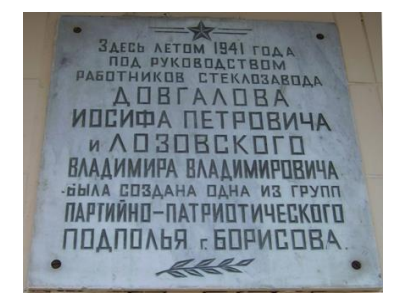 Здесь летом 1941 года
под руководством
работников стеклозавода
ДОВГАЛОВА
ИОСИФА ПЕТРОВИЧА
и ЛОЗОВСКОГО
ВЛАДИМИРА ВЛАДИМИРОВИЧА
была создана одна из групп
ПАРТИЙНО-ПАТРИОТИЧЕСКОГО
ПОДПОЛЬЯ г. БОРИСОВА.